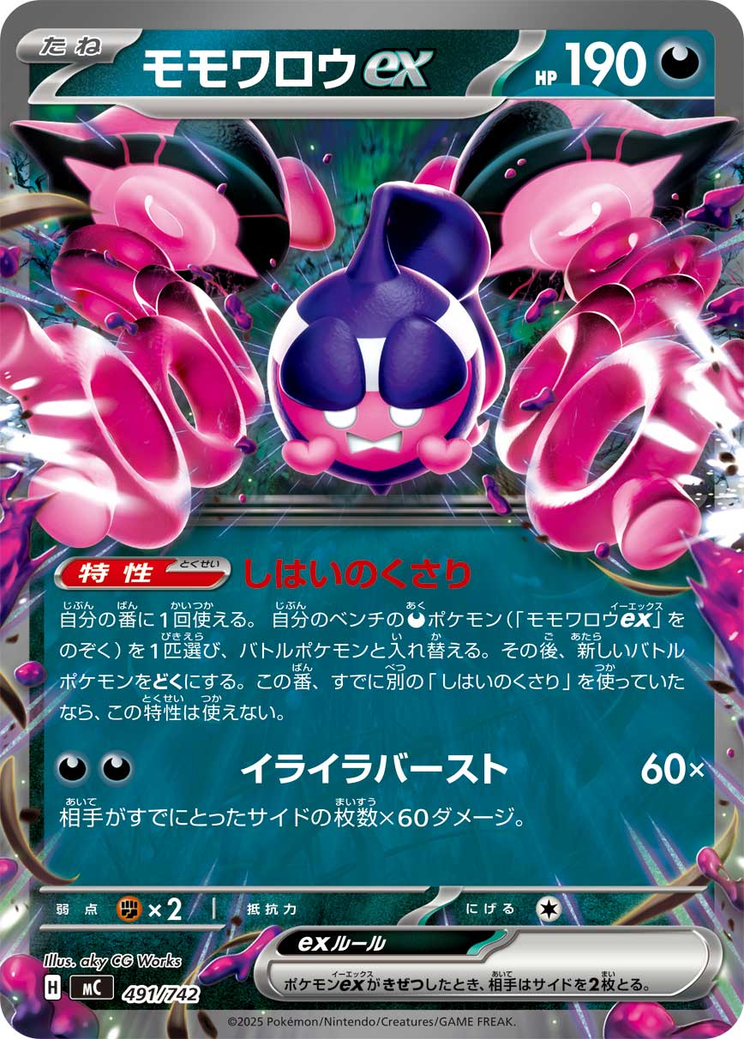 たね モモワロウex HP 190
特性 とくせい しはいのくさり
自分の番に1回使える。自分のベンチの ポケモン(「モモワロウex」を
のぞく)を1匹選び、バトルポケモンと入れ替える。その後、新しいバトル
ポケモンをどくにする。この番、すでに別の「しはいのくさり」を使っていた
なら、この特性は使えない。
イライラバースト 60×
相手がすでにとったサイドの枚数×60ダメージ。
弱点 ×2 抵抗力 にげる
exルール
ポケモンexがきぜつしたとき、相手はサイドを2枚とる。
Illus. aky CG Works
H mC 491/742
©2025 Pokémon/Nintendo/Creatures/GAME FREAK.